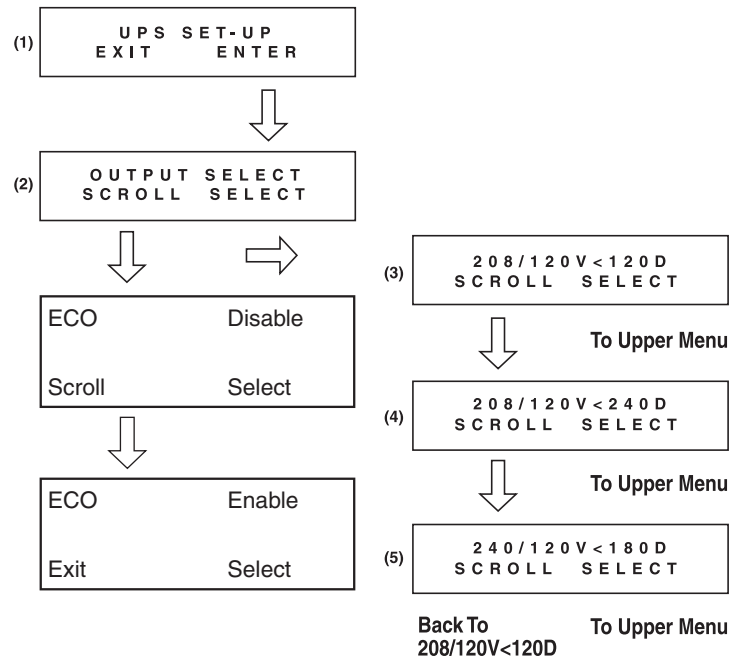 (1)
UPS SET-UP
EXIT ENTER
(2)
OUTPUT SELECT
SCROLL SELECT
ECO Disable
Scroll Select
ECO Enable
Exit Select
(3)
208/120V<120D
SCROLL SELECT
To Upper Menu
(4)
208/120V<240D
SCROLL SELECT
To Upper Menu
(5)
240/120V<180D
SCROLL SELECT
Back To
208/120V<120D
To Upper Menu